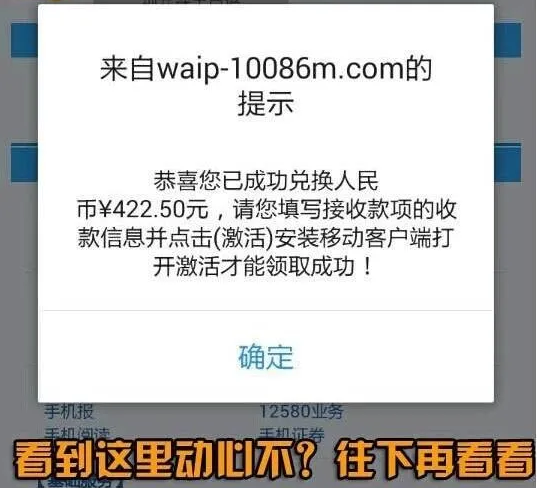 来自waip-10086m.com的
提示
恭喜您已成功兑换人民
币¥422.50元，请您填写接收款项的收
款信息并点击(激活)安装移动客户端打
开激活才能领取成功！
确定
手机报 12580业务
手机阅读 手机证券
看到这里动心不？往下再看看
基础服务